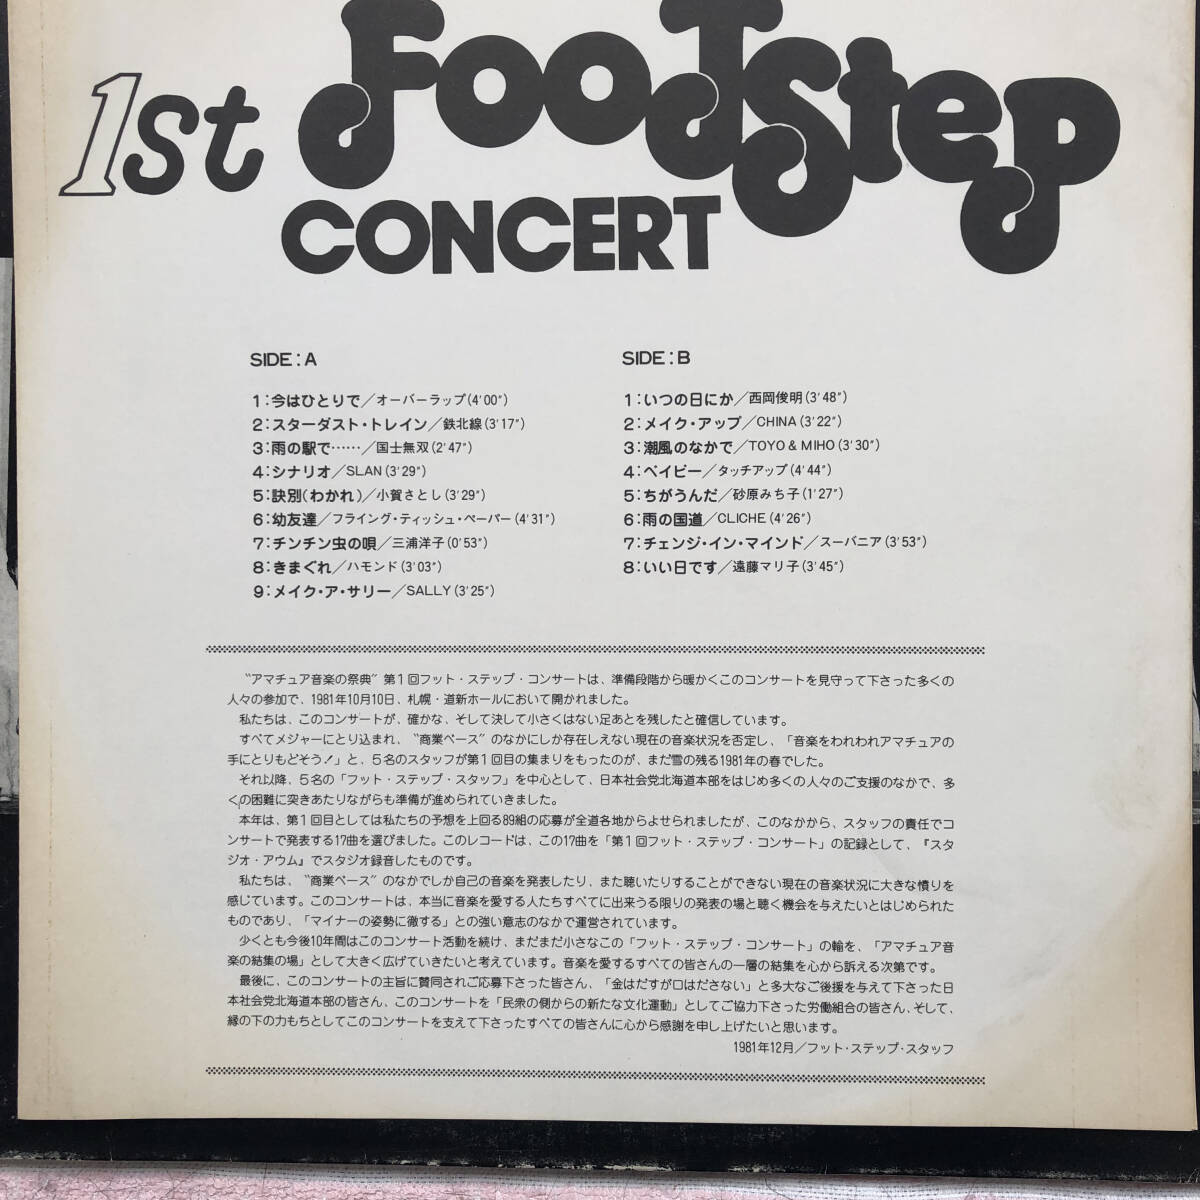 1st FootStep
CONCERT
SIDE:A
1:今はひとりで／オーバーラップ(4'00")
2:スターダスト・トレイン／鉄北線(3'17")
3:雨の駅で……／国士無双(2'47")
4:シナリオ／SLAN(3'29")
5:訣別(わかれ)／小賀さとし(3'29")
6:幼友達／フライング・ティッシュ・ペーパー(4'31")
7:チンチン虫の唄／三浦洋子(0'53")
8:きまぐれ／ハモンド(3'03")
9:メイク・ア・サリー／SALLY(3'25")
SIDE:B
1:いつの日にか／西岡俊明(3'48")
2:メイク・アップ／CHINA(3'22")
3:潮風のなかで／TOYO & MIHO(3'30")
4:ベイビー／タッチアップ(4'44")
5:ちがうんだ／砂原みち子(1'27")
6:雨の国道／CLICHE(4'26")
7:チェンジ・イン・マインド／スーバニア(3'53")
8:いい日です／遠藤マリ子(3'45")
"アマチュア音楽の祭典"第1回フット・ステップ・コンサートは、準備段階から暖かくこのコンサートを見守って下さった多くの
人々の参加で、1981年10月10日、札幌・道新ホールにおいて開かれました。
私たちは、このコンサートが、確かな、そして決して小さくはない足あとを残したと確信しています。
すべてメジャーにとり込まれ、"商業ベース"のなかにしか存在しえない現在の音楽状況を否定し、「音楽をわれわれアマチュアの
手にとりもどそう！」と、5名のスタッフが第1回目の集まりをもったのが、まだ雪の残る1981年の春でした。
それ以降、5名の「フット・ステップ・スタッフ」を中心として、日本社会党北海道本部をはじめ多くの人々のご支援のなかで、多
くの困難に突きあたりながらも準備が進められていきました。
本年は、第1回目としては私たちの予想を上回る89組の応募が全道各地からよせられましたが、このなかから、スタッフの責任でコ
ンサートで発表する17曲を選びました。このレコードは、この17曲を「第1回フット・ステップ・コンサート」の記録として、『スタ
ジオ・アウム』でスタジオ録音したものです。
私たちは、"商業ベース"のなかでしか自己の音楽を発表したり、また聴いたりすることができない現在の音楽状況に大きな憤りを
感じています。このコンサートは、本当に音楽を愛する人たちすべてに出来うる限りの発表の場と聴く機会を与えたいとはじめられた
ものであり、「マイナーの姿勢に徹する」との強い意志のなかで運営されています。
少くとも今後10年間はこのコンサート活動を続け、まだまだ小さなこの「フット・ステップ・コンサート」の輪を、「アマチュア音
楽の結集の場」として大きく広げていきたいと考えています。音楽を愛するすべての皆さんの一層の結集を心から訴える次第です。
最後に、このコンサートの主旨に賛同されご応募下さった皆さん、「金はだすが口はださない」と多大なご後援を与えて下さった日
本社会党北海道本部の皆さん、このコンサートを「民衆の側からの新たな文化運動」としてご協力下さった労働組合の皆さん、そして、
縁の下の力もちとしてこのコンサートを支えて下さったすべての皆さんに心から感謝を申し上げたいと思います。
1981年12月／フット・ステップ・スタッフ